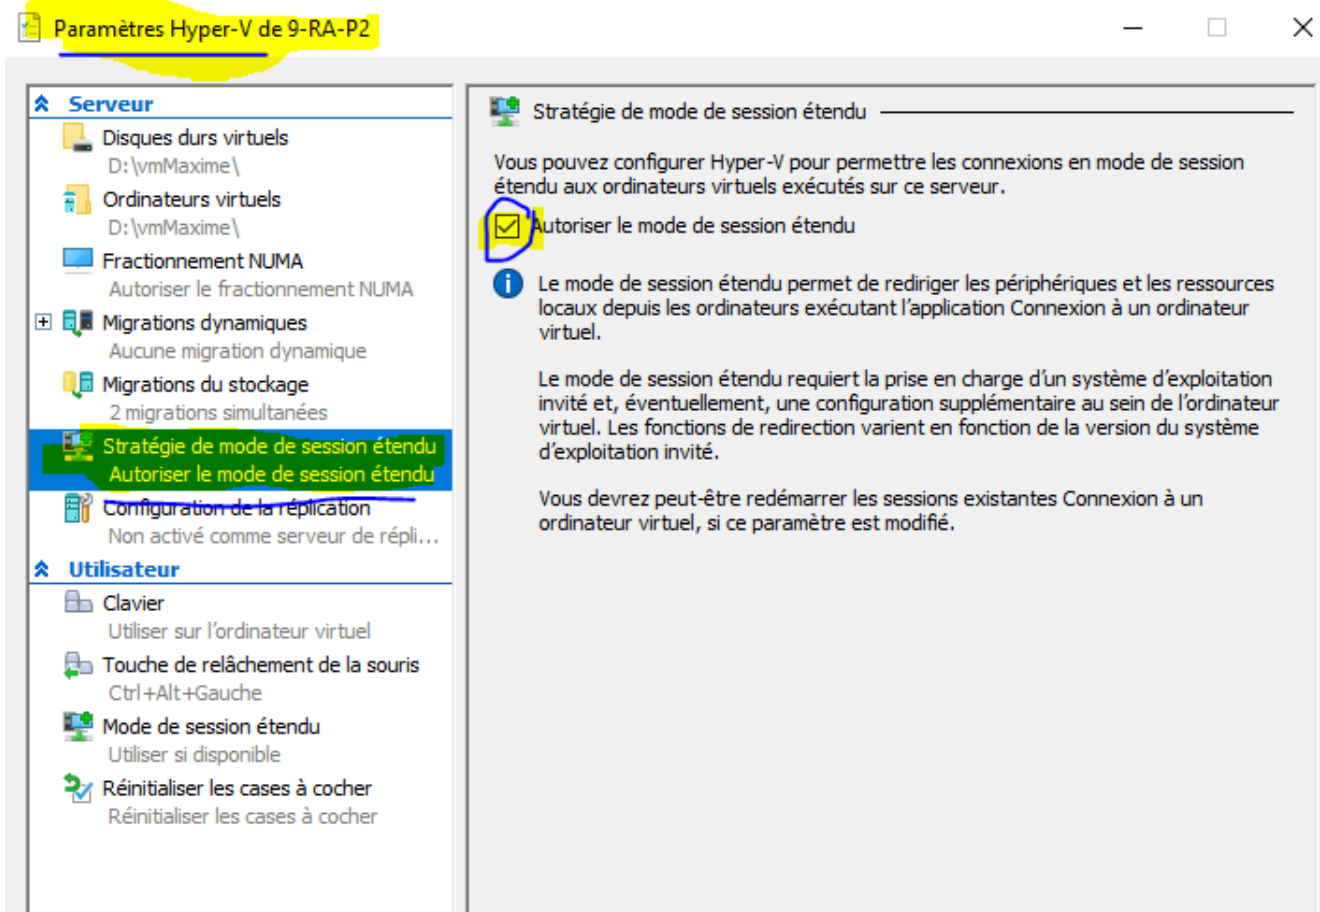 Paramètres Hyper-V de 9-RA-P2
Serveur
Disques durs virtuels
D:\vmMaxime\
Ordinateurs virtuels
D:\vmMaxime\
Fractionnement NUMA
Autoriser le fractionnement NUMA
Migrations dynamiques
Aucune migration dynamique
Migrations du stockage
2 migrations simultanées
Stratégie de mode de session étendu
Autoriser le mode de session étendu
Configuration de la réplication
Non activé comme serveur de répli...
Utilisateur
Clavier
Utiliser sur l'ordinateur virtuel
Touche de relâchement de la souris
Ctrl+Alt+Gauche
Mode de session étendu
Utiliser si disponible
Réinitialiser les cases à cocher
Réinitialiser les cases à cocher
Stratégie de mode de session étendu
Vous pouvez configurer Hyper-V pour permettre les connexions en mode de session
étendu aux ordinateurs virtuels exécutés sur ce serveur.
Autoriser le mode de session étendu
Le mode de session étendu permet de rediriger les périphériques et les ressources
locaux depuis les ordinateurs exécutant l'application Connexion à un ordinateur
virtuel.
Le mode de session étendu requiert la prise en charge d'un système d'exploitation
invité et, éventuellement, une configuration supplémentaire au sein de l'ordinateur
virtuel. Les fonctions de redirection varient en fonction de la version du système
d'exploitation invité.
Vous devrez peut-être redémarrer les sessions existantes Connexion à un
ordinateur virtuel, si ce paramètre est modifié.